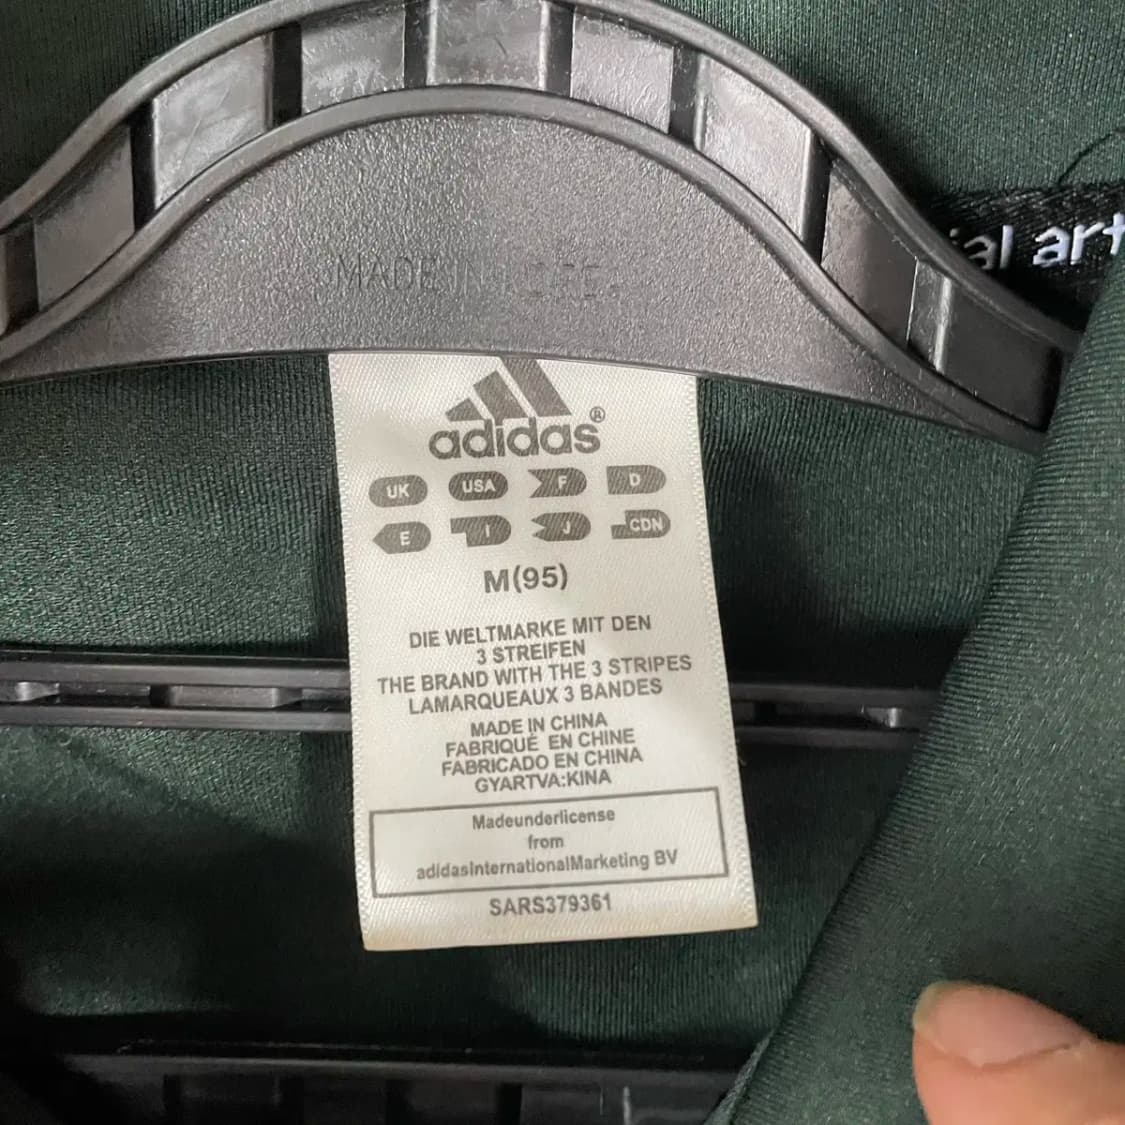 MADE IN KORE
ial art
adidas®
UK USA F D
E I J CDN
M(95)
DIE WELTMARKE MIT DEN
3 STREIFEN
THE BRAND WITH THE 3 STRIPES
LAMARQUEAUX 3 BANDES
MADE IN CHINA
FABRIQUÉ EN CHINE
FABRICADO EN CHINA
GYARTVA:KINA
Madeunderlicense
from
adidasInternationalMarketing BV
SARS379361